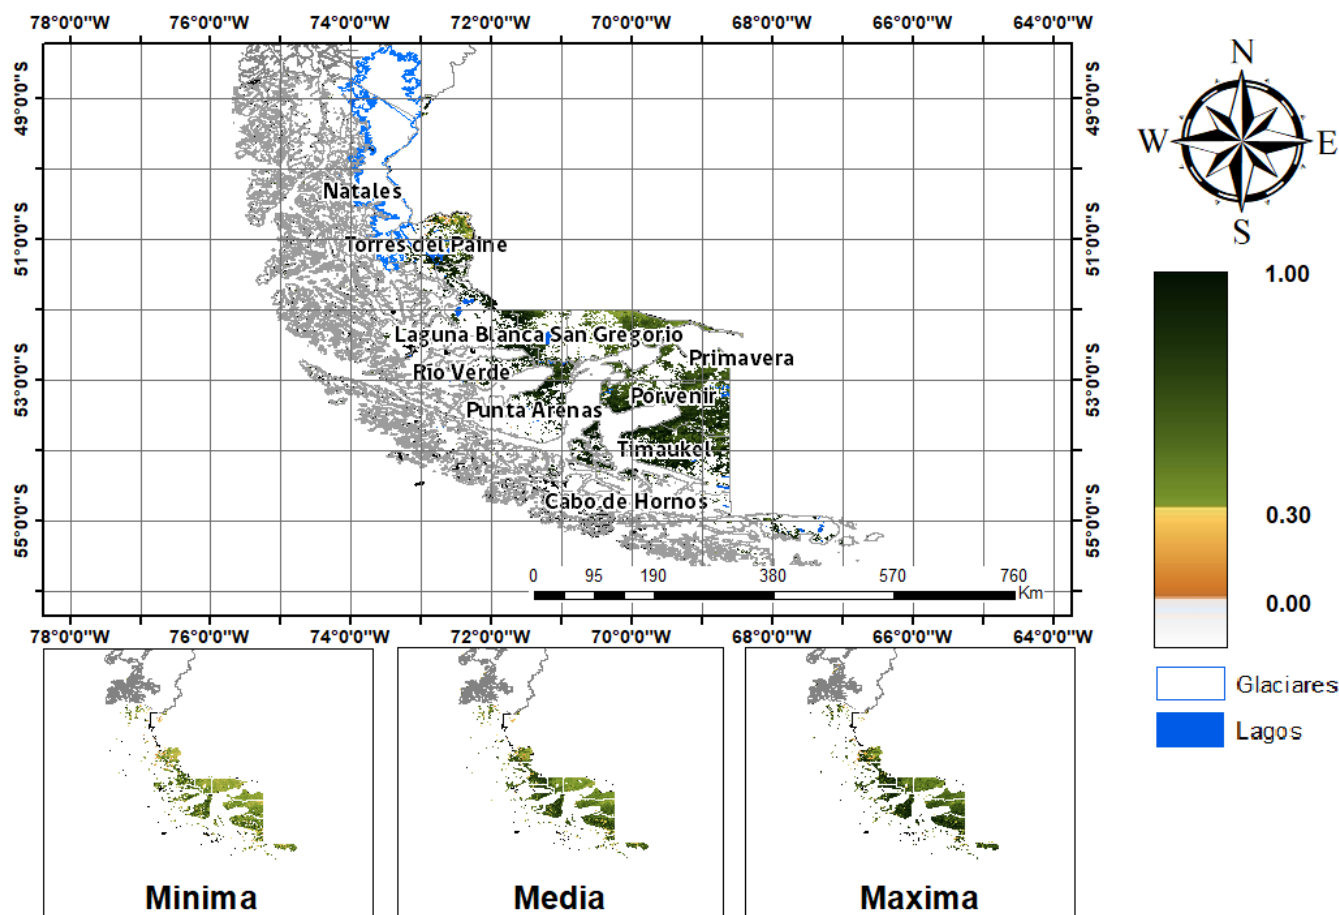 78°0'0"W 76°0'0"W 74°0'0"W 72°0'0"W 70°0'0"W 68°0'0"W 66°0'0"W 64°0'0"W
49°0'0"S 49°0'0"S
51°0'0"S 51°0'0"S
53°0'0"S 53°0'0"S
55°0'0"S 55°0'0"S
Natales
Torres del Paine
Laguna Blanca San Gregorio
Primavera
Río Verde
Porvenir
Punta Arenas
Timaukel
Cabo de Hornos
0 95 190 380 570 760
Km
78°0'0"W 76°0'0"W 74°0'0"W 72°0'0"W 70°0'0"W 68°0'0"W 66°0'0"W 64°0'0"W
N
W E
S
1.00
0.30
0.00
Glaciares
Lagos
Minima
Media
Maxima